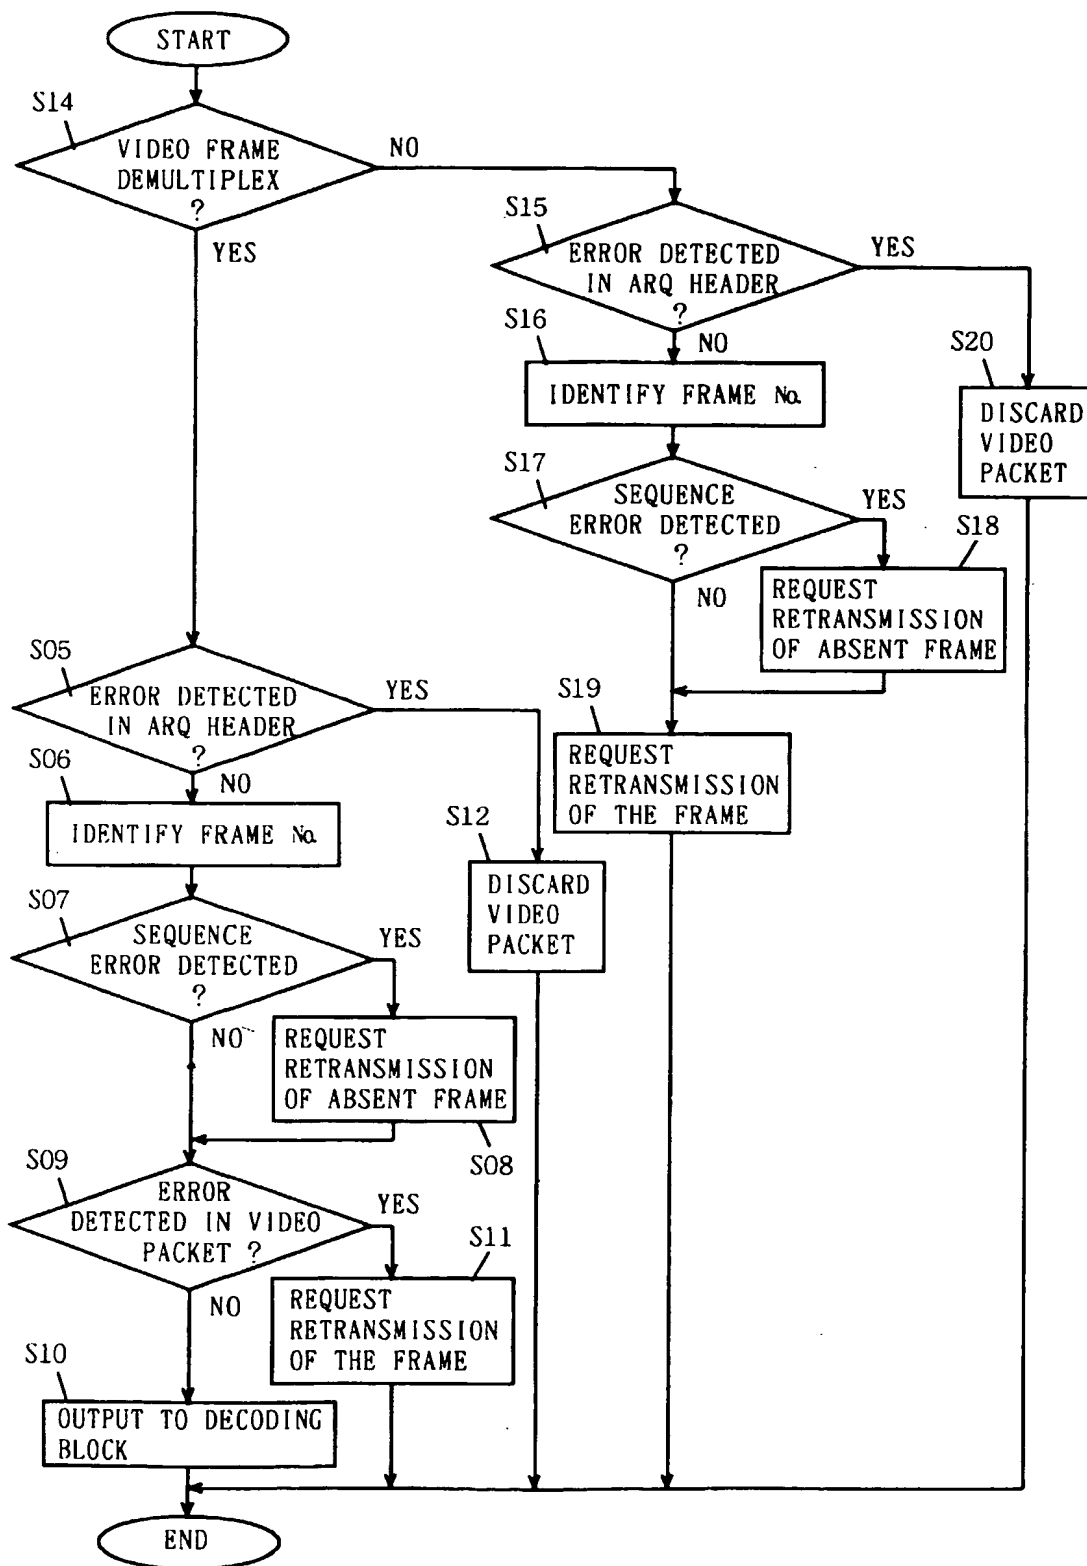 START
S14
VIDEO FRAME
DEMULTIPLEX
?
NO
YES
S15
ERROR DETECTED
IN ARQ HEADER
?
YES
NO
S16
IDENTIFY FRAME No.
S20
DISCARD
VIDEO
PACKET
S17
SEQUENCE
ERROR DETECTED
?
YES
NO
S18
REQUEST
RETRANSMISSION
OF ABSENT FRAME
S19
REQUEST
RETRANSMISSION
OF THE FRAME
S05
ERROR DETECTED
IN ARQ HEADER
?
YES
NO
S06
IDENTIFY FRAME No.
S12
DISCARD
VIDEO
PACKET
S07
SEQUENCE
ERROR DETECTED
?
YES
NO
REQUEST
RETRANSMISSION
OF ABSENT FRAME
S08
S09
ERROR
DETECTED IN VIDEO
PACKET ?
YES
NO
S11
REQUEST
RETRANSMISSION
OF THE FRAME
S10
OUTPUT TO DECODING
BLOCK
END